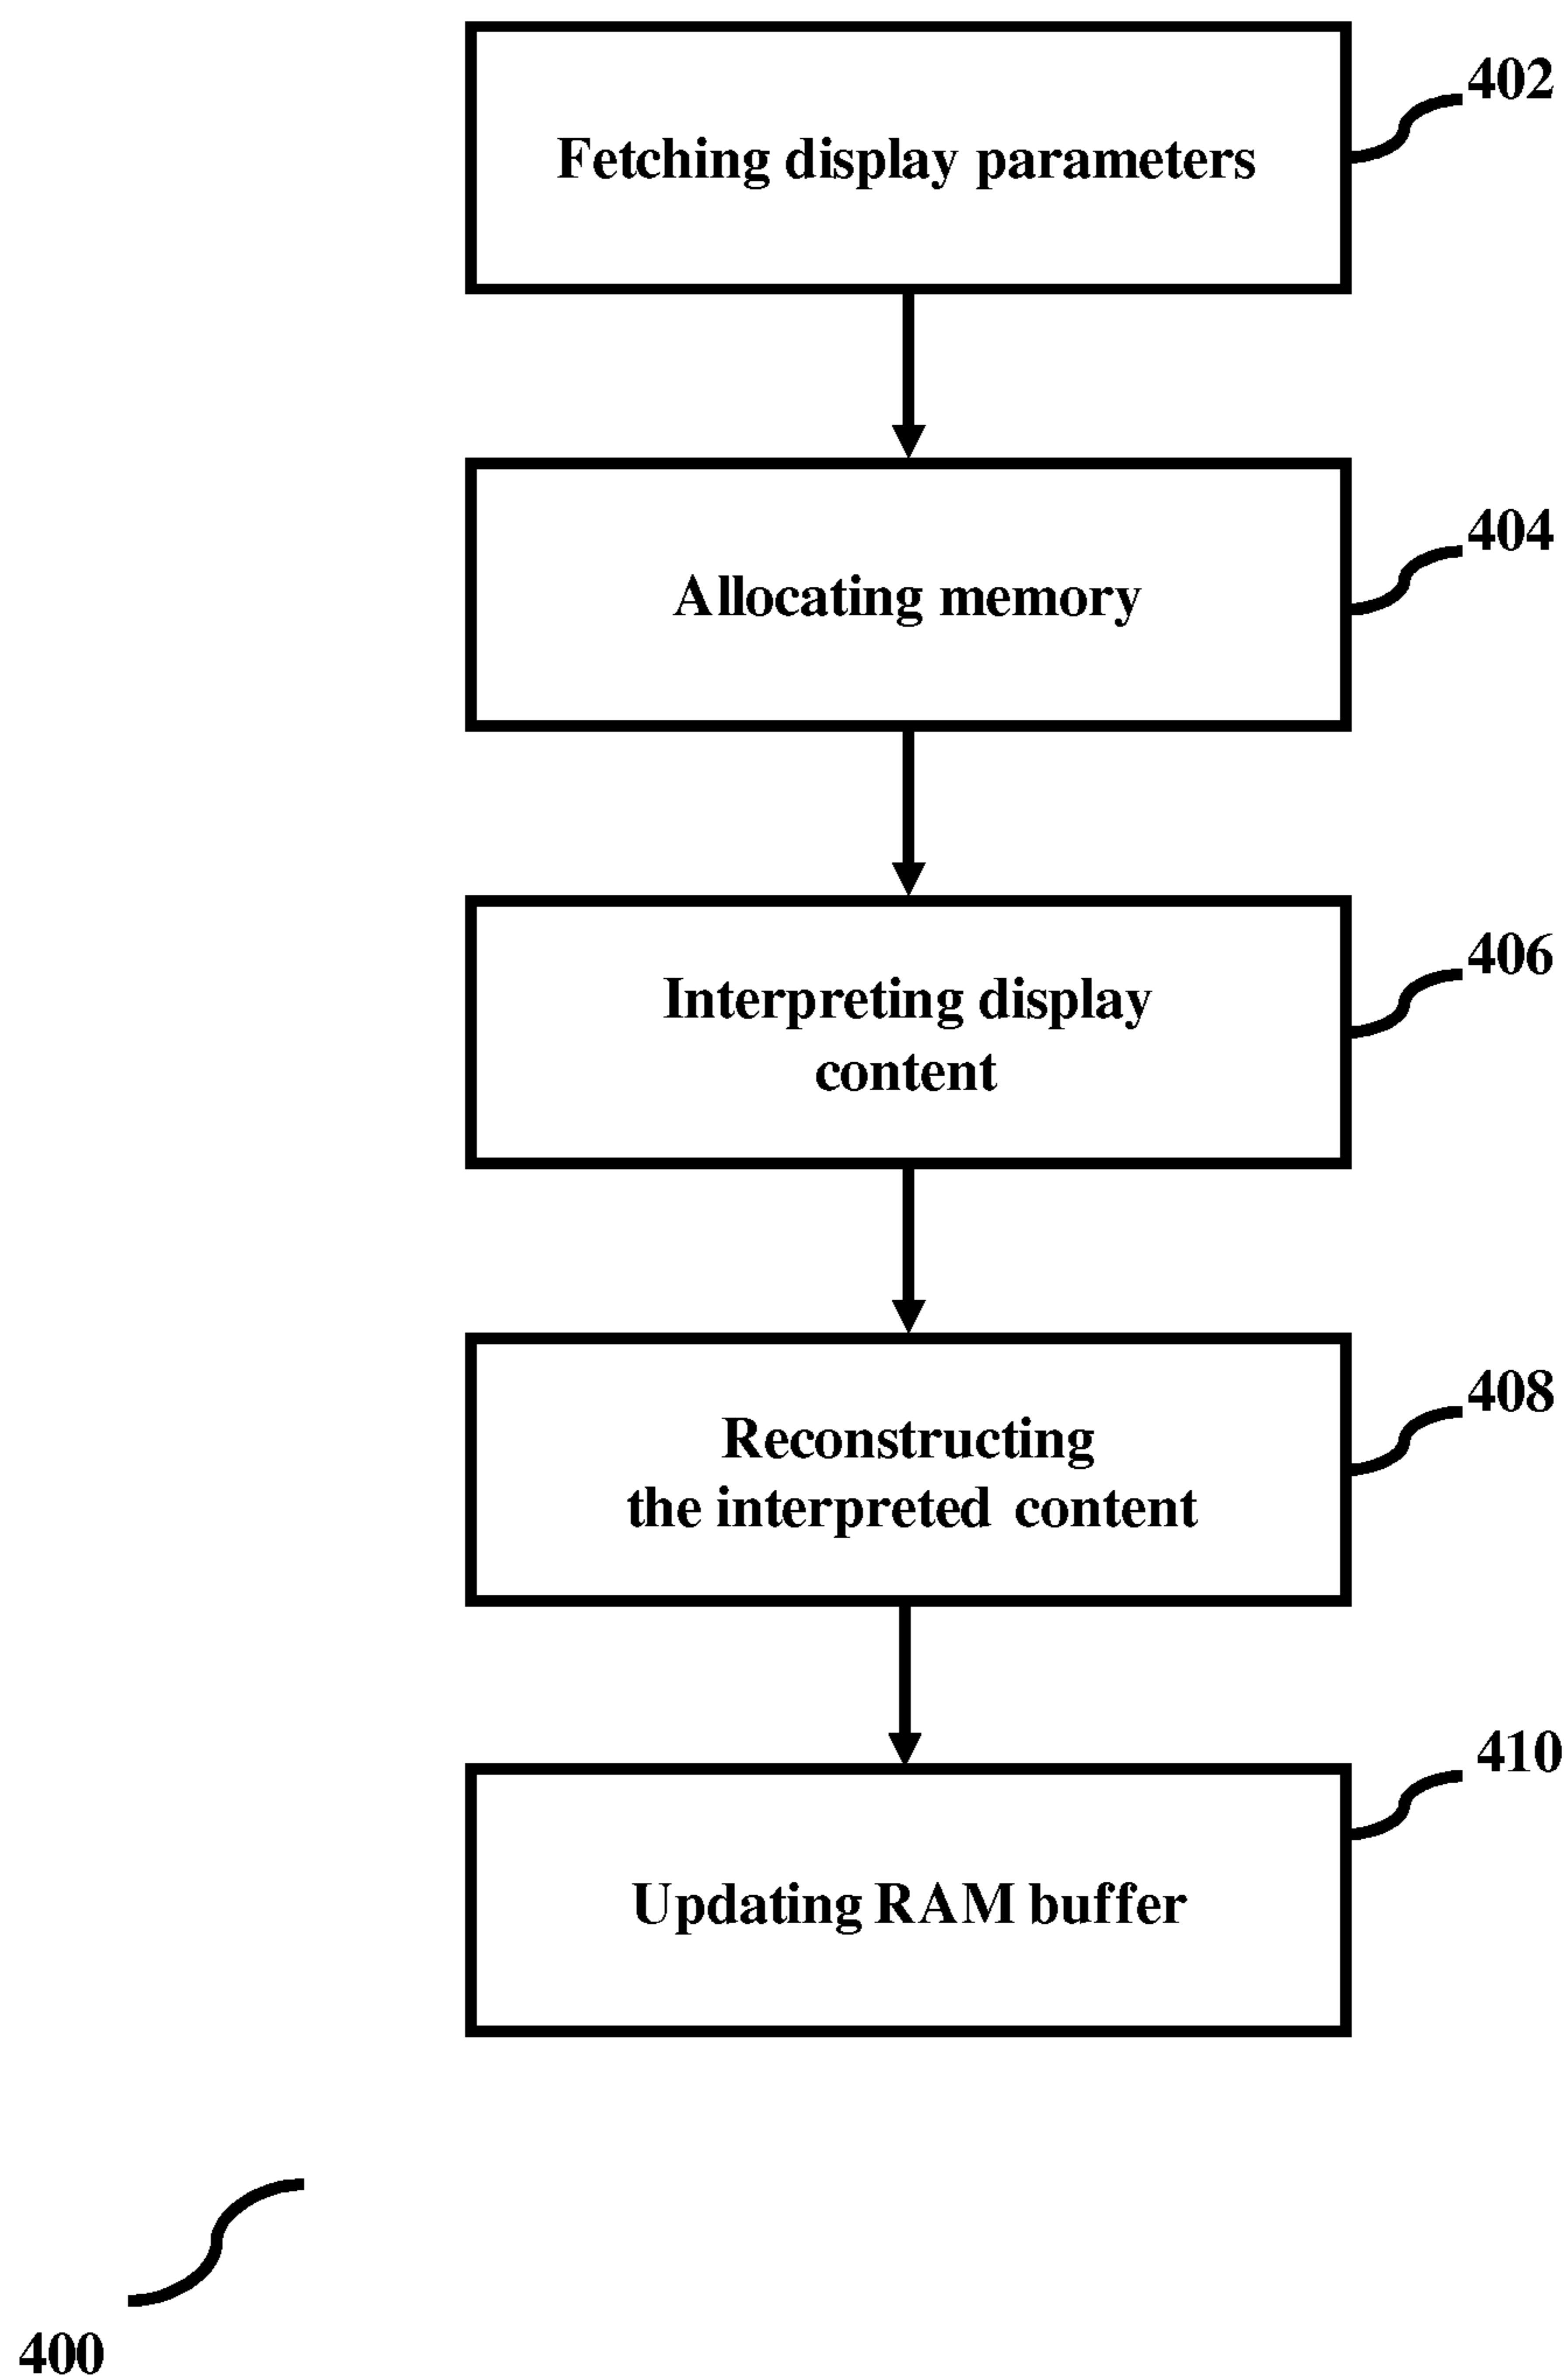 402
Fetching display parameters
404
Allocating memory
406
Interpreting display
content
408
Reconstructing
the interpreted content
410
Updating RAM buffer
400